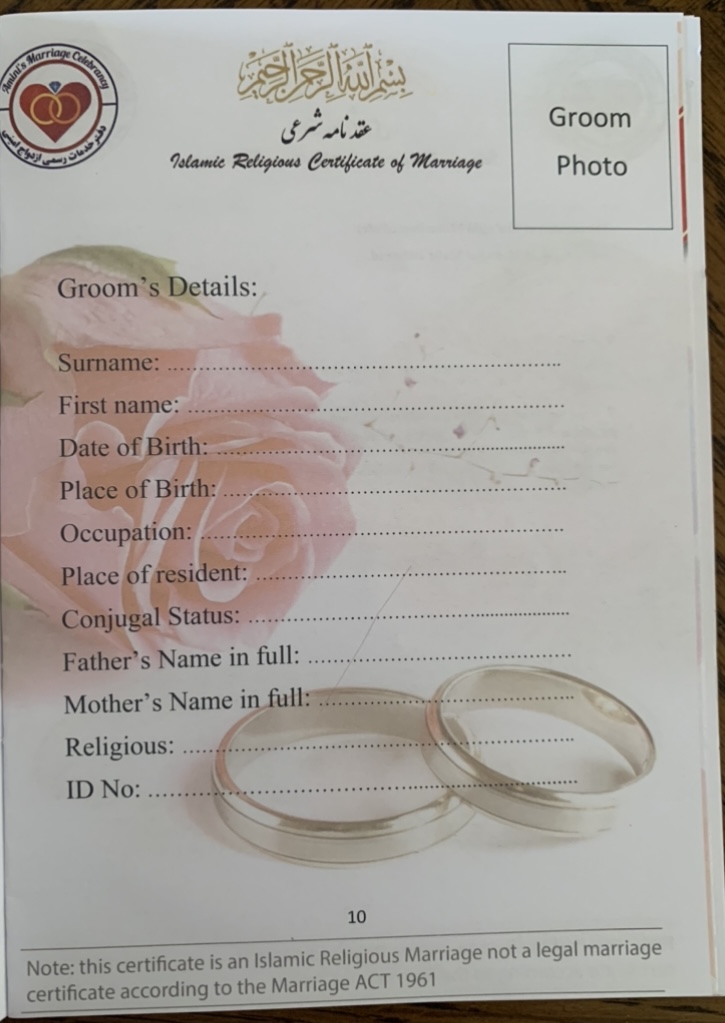 Amini's Marriage Celebrancy
دفتر خدمات رسمی ازدواج امینی
بسم الله الرحمن الرحیم
عقدنامه شرعی
Islamic Religious Certificate of Marriage
Groom
Photo
Groom's Details:
Surname: ..............................................................
First name: ...........................................................
Date of Birth: .......................................................
Place of Birth: ......................................................
Occupation: .........................................................
Place of resident: .................................................
Conjugal Status: ..................................................
Father's Name in full: .........................................
Mother's Name in full: ........................................
Religious: .............................................................
ID No: ..................................................................
10
Note: this certificate is an Islamic Religious Marriage not a legal marriage
certificate according to the Marriage ACT 1961